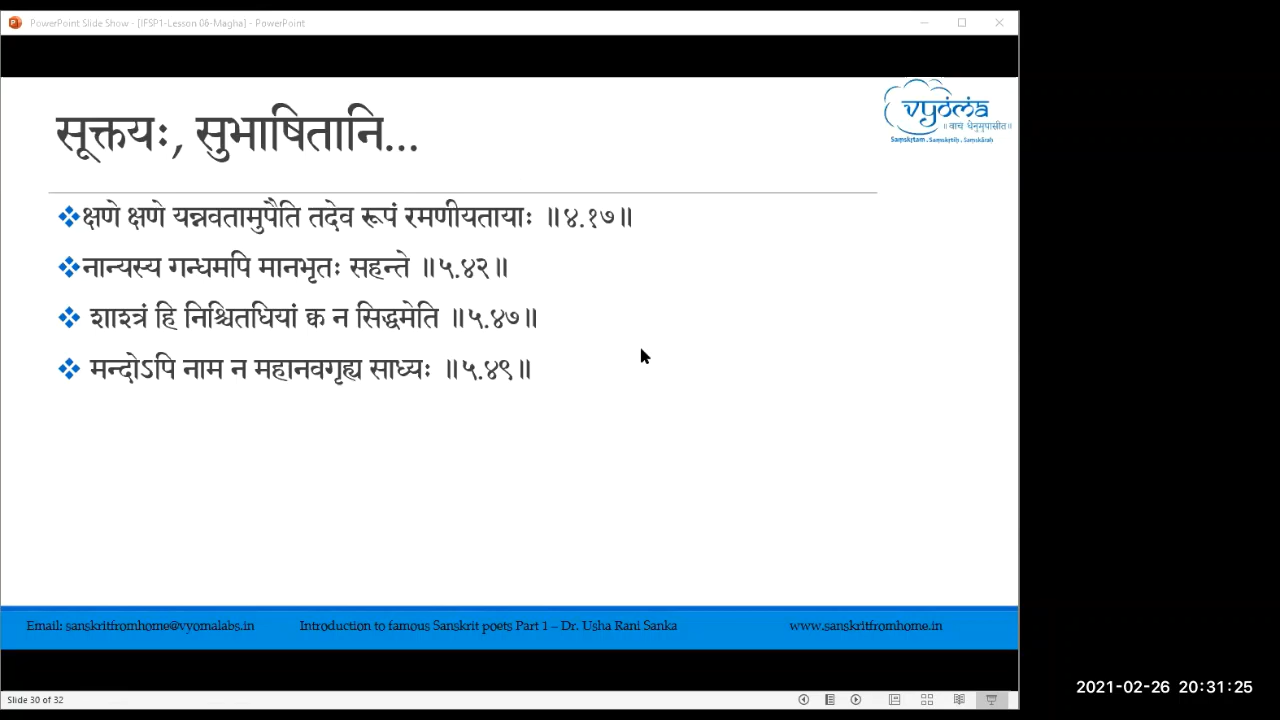 PowerPoint Slide Show - [IFSP1-Lesson 06-Magha] - PowerPoint
vyoma
॥ वाचं धेनुमुपासीत ॥
Saṃskṛtam . Saṃskṛtiḥ . Saṃskāraḥ
सूक्तयः, सुभाषितानि...
क्षणे क्षणे यन्नवतामुपैति तदेव रूपं रमणीयतायाः ॥४.१७॥
नान्यस्य गन्धमपि मानभृतः सहन्ते ॥५.४२॥
शाश्त्रं हि निश्चितधियां क्व न सिद्धमेति ॥५.४७॥
मन्दोऽपि नाम न महानवगृह्य साध्यः ॥५.४९॥
Email: sanskritfromhome@vyomalabs.in Introduction to famous Sanskrit poets Part 1 – Dr. Usha Rani Sanka www.sanskritfromhome.in
Slide 30 of 32
2021-02-26 20:31:25